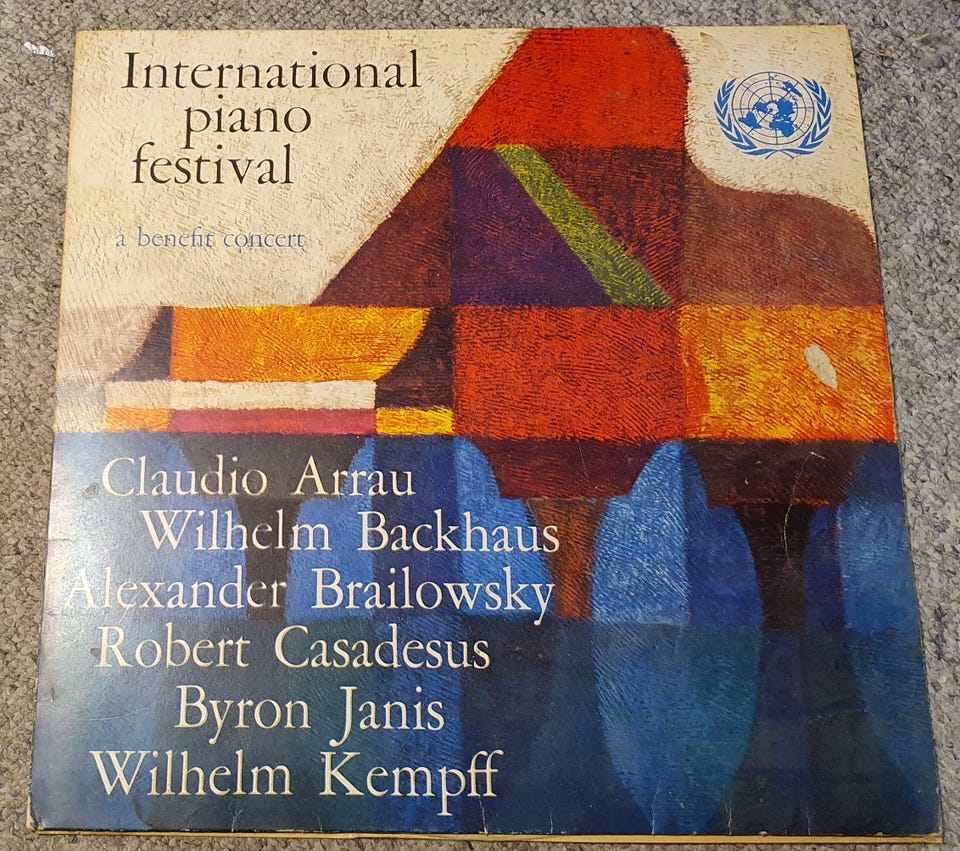 International
piano
festival
a benefit concert
Claudio Arrau
Wilhelm Backhaus
Alexander Brailowsky
Robert Casadesus
Byron Janis
Wilhelm Kempff